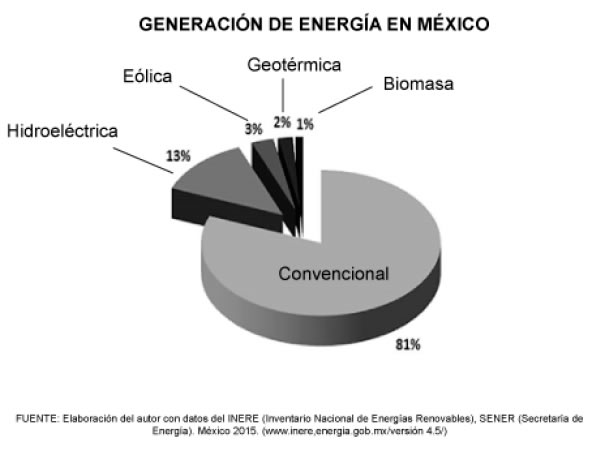 GENERACIÓN DE ENERGÍA EN MÉXICO
Geotérmica
Eólica
Biomasa
Hidroeléctrica
3%
2%
1%
13%
Convencional
81%
FUENTE: Elaboración del autor con datos del INERE (Inventario Nacional de Energías Renovables), SENER (Secretaría de
Energía). México 2015. (www.inere,energia.gob.mx/versión 4.5/)